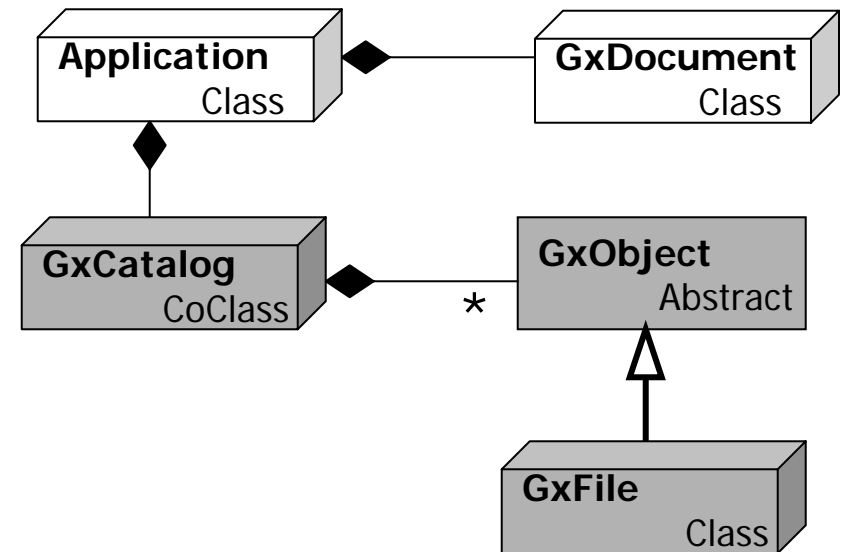 Application
Class
GxDocument
Class
GxCatalog
CoClass
*
GxObject
Abstract
GxFile
Class